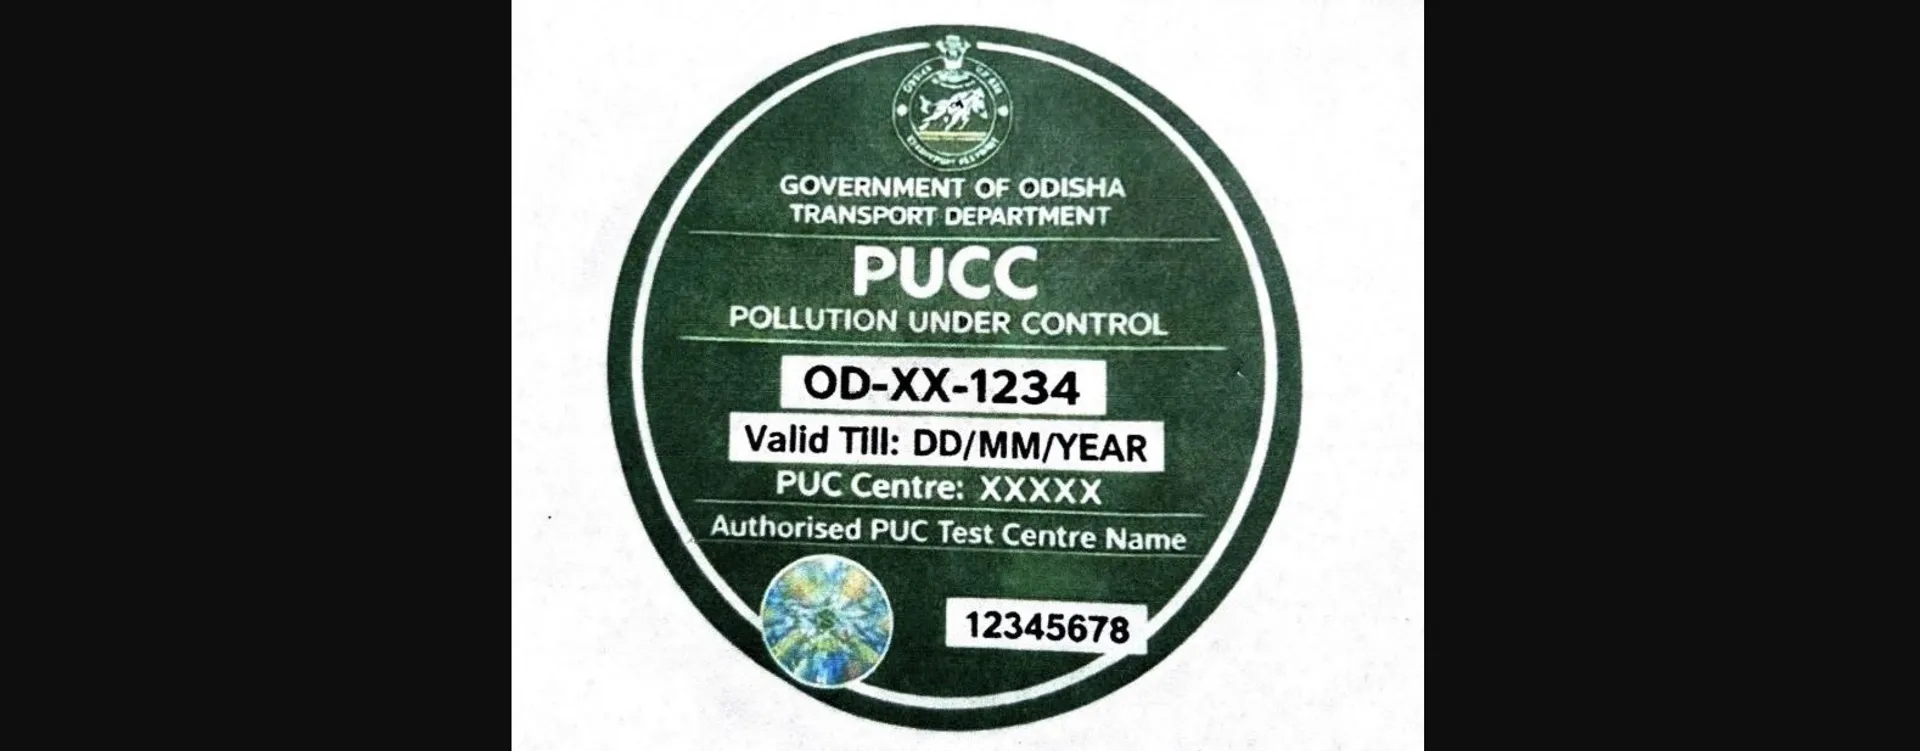 GOVERNMENT OF ODISHA
TRANSPORT DEPARTMENT
PUCC
POLLUTION UNDER CONTROL
OD-XX-1234
Valid Till: DD/MM/YEAR
PUC Centre: XXXXX
Authorised PUC Test Centre Name
12345678